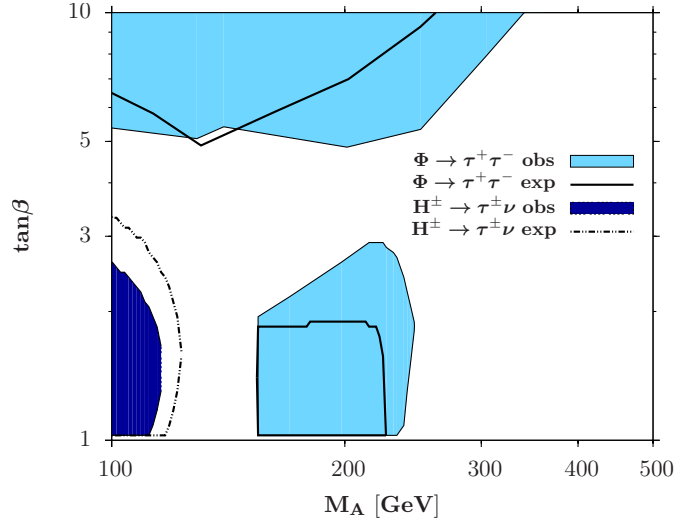 10
5
3
1
tanβ
Φ → τ⁺τ⁻ obs
Φ → τ⁺τ⁻ exp
H± → τ±ν obs
H± → τ±ν exp
100 200 300 400 500
M_A [GeV]